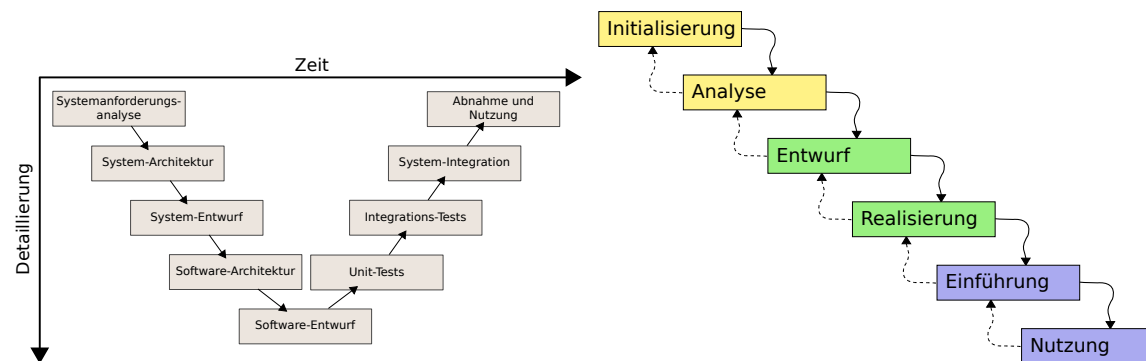 Zeit
Detaillierung
Systemanforderungs-
analyse
System-Architektur
System-Entwurf
Software-Architektur
Software-Entwurf
Unit-Tests
Integrations-Tests
System-Integration
Abnahme und
Nutzung
Initialisierung
Analyse
Entwurf
Realisierung
Einführung
Nutzung